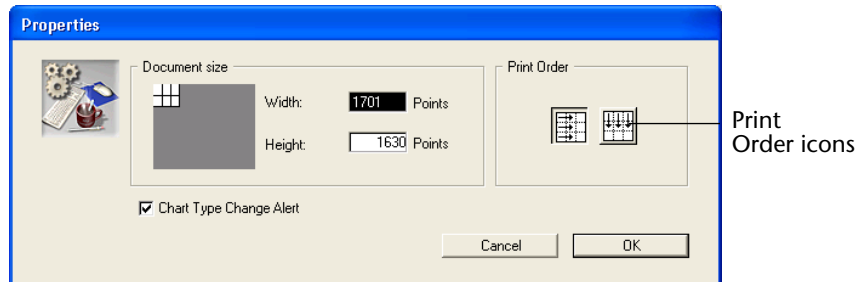 Properties
Document size
Width: 1701 Points
Height: 1630 Points
Print Order
Print
Order icons
Chart Type Change Alert
Cancel OK